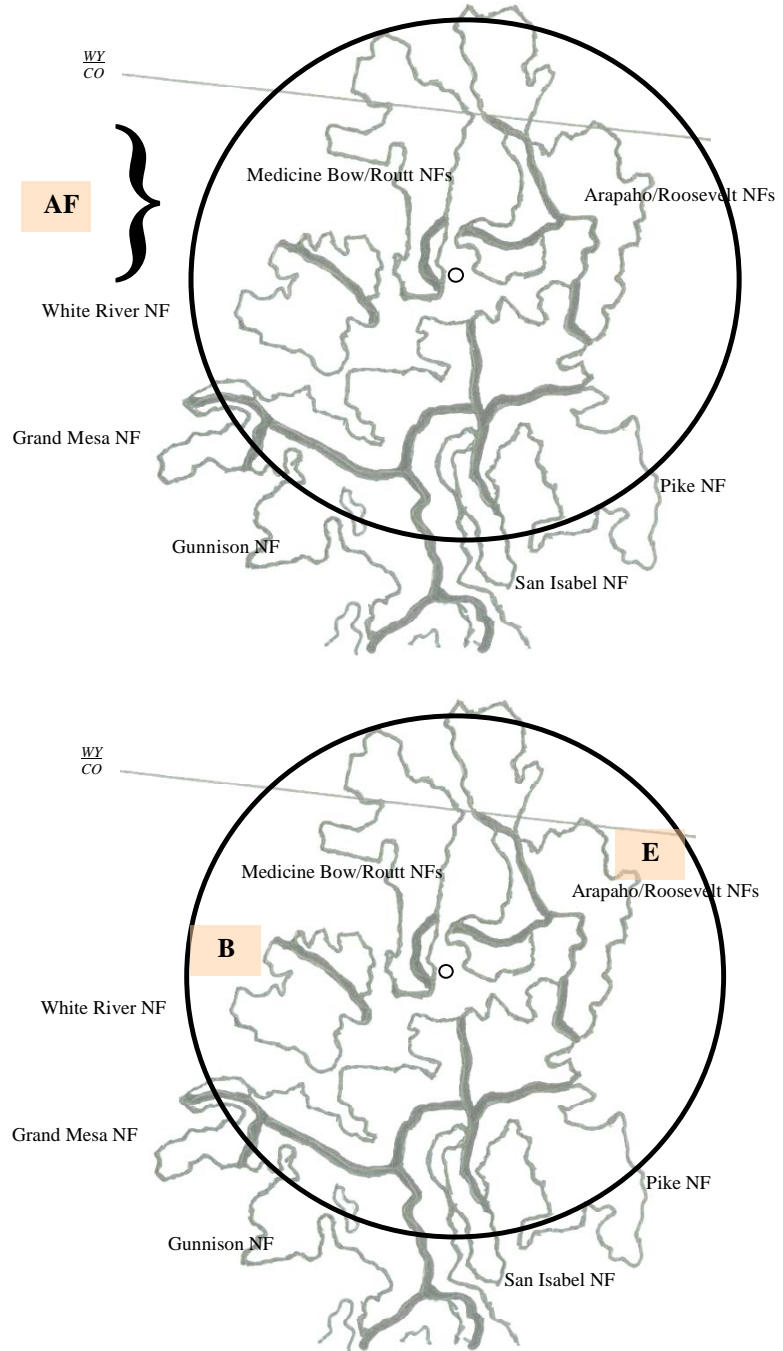 WY
CO
Medicine Bow/Routt NFs
Arapaho/Roosevelt NFs
AF
White River NF
Grand Mesa NF
Pike NF
Gunnison NF
San Isabel NF
WY
CO
E
Medicine Bow/Routt NFs
Arapaho/Roosevelt NFs
B
White River NF
Grand Mesa NF
Pike NF
Gunnison NF
San Isabel NF